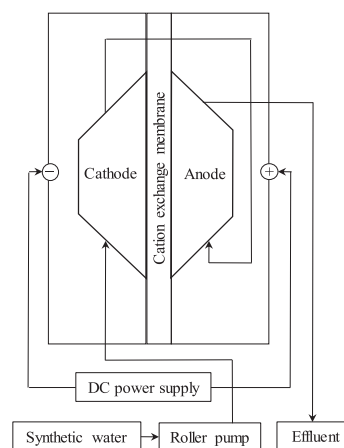 Cathode
Cation exchange membrane
Anode
−
+
DC power supply
Synthetic water
Roller pump
Effluent